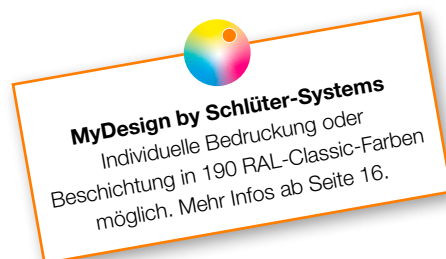 MyDesign by Schlüter-Systems
Individuelle Bedruckung oder
Beschichtung in 190 RAL-Classic-Farben
möglich. Mehr Infos ab Seite 16.